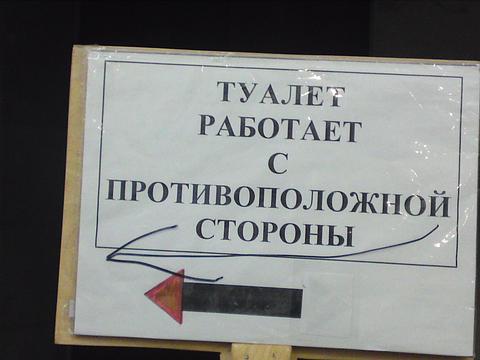 ТУАЛЕТ
РАБОТАЕТ
С
ПРОТИВОПОЛОЖНОЙ
СТОРОНЫ